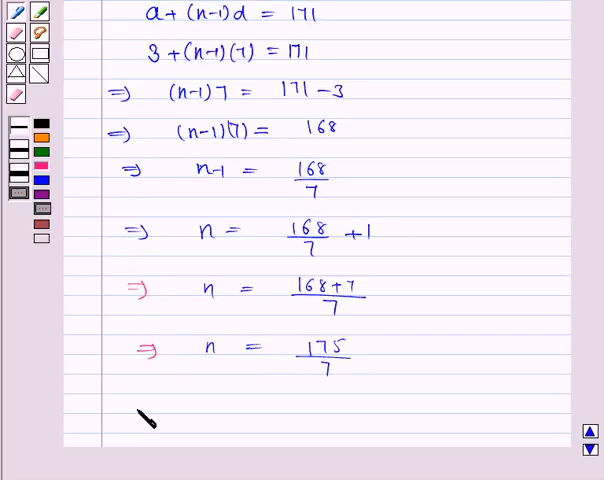 a + (n-1)d = 171
3 + (n-1)(7) = 171
⇒ (n-1)7 = 171 - 3
⇒ (n-1)(7) = 168
⇒ n-1 = 168/7
⇒ n = 168/7 + 1
⇒ n = 168+7/7
⇒ n = 175/7